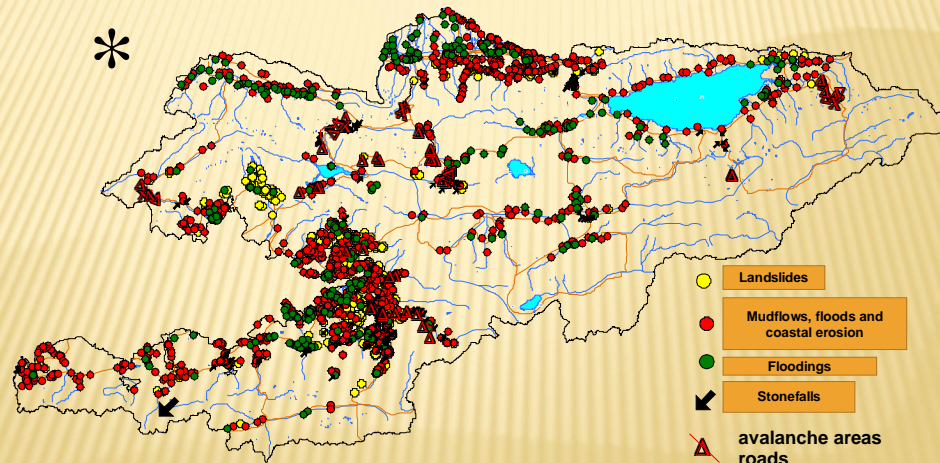 *
Landslides
Mudflows, floods and
coastal erosion
Floodings
Stonefalls
avalanche areas
roads